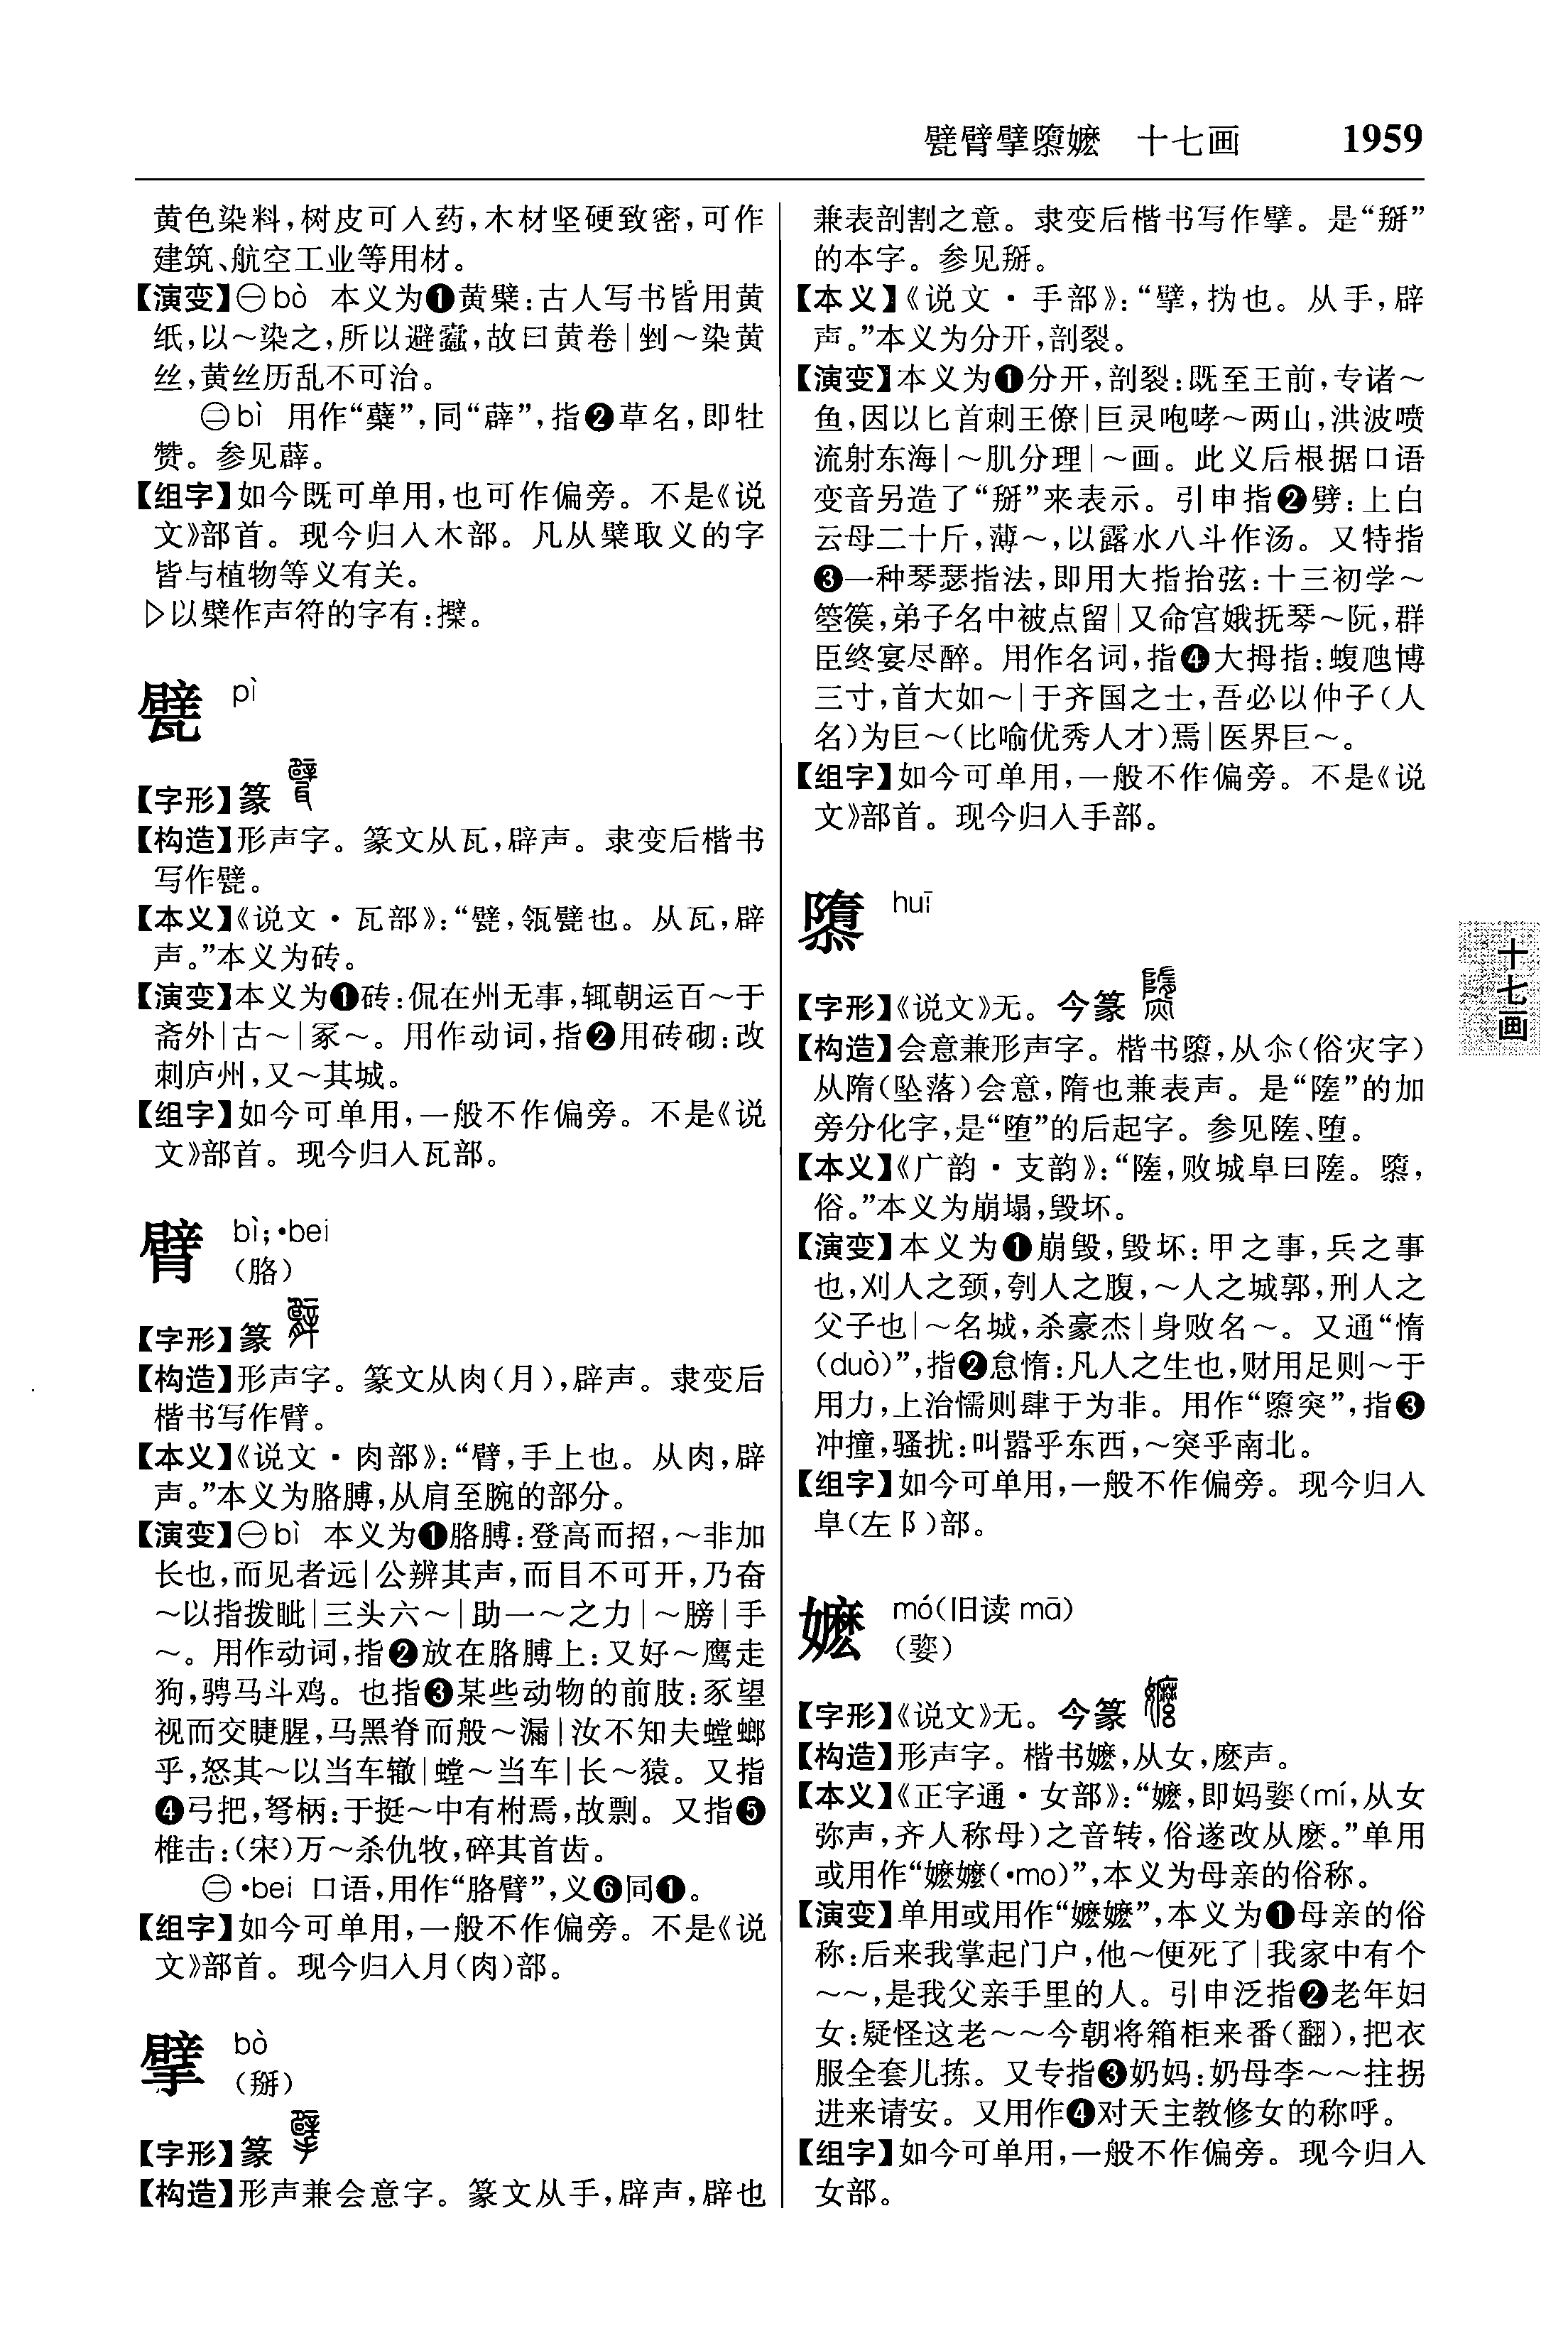 甓臂擘隳嬷 十七画 1959
黄色染料,树皮可入药,木材坚硬致密,可作
建筑、航空工业等用材。
【演变】㊀bò 本义为❶黄檗:古人写书皆用黄
纸,以～染之,所以避蠹,故曰黄卷|剉～染黄
丝,黄丝历乱不可治。
㊁bì 用作“蘗”,同“薜”,指❷草名,即牡
赞。参见薜。
【组字】如今既可单用,也可作偏旁。不是《说
文》部首。现今归入木部。凡从檗取义的字
皆与植物等义有关。
▷以檗作声符的字有:㩧。
甓 pì
【字形】篆
【构造】形声字。篆文从瓦,辟声。隶变后楷书
写作甓。
【本义】《说文·瓦部》:“甓,瓴甓也。从瓦,辟
声。”本义为砖。
【演变】本义为❶砖:侃在州无事,辄朝运百～于
斋外|古～|冢～。用作动词,指❷用砖砌:改
刺庐州,又～其城。
【组字】如今可单用,一般不作偏旁。不是《说
文》部首。现今归入瓦部。
臂 bì;·bei
(胳)
【字形】篆
【构造】形声字。篆文从肉(月),辟声。隶变后
楷书写作臂。
【本义】《说文·肉部》:“臂,手上也。从肉,辟
声。”本义为胳膊,从肩至腕的部分。
【演变】㊀bì 本义为❶胳膊:登高而招,～非加
长也,而见者远|公辨其声,而目不可开,乃奋
～以指拨眦|三头六～|助一～之力|～膀|手
～。用作动词,指❷放在胳膊上:又好～鹰走
狗,骋马斗鸡。也指❸某些动物的前肢:豕望
视而交睫腥,马黑脊而般～漏|汝不知夫螳螂
乎,怒其～以当车辙|螳～当车|长～猿。又指
❹弓把,弩柄:于挺～中有柎焉,故剽。又指❺
椎击:(宋)万～杀仇牧,碎其首齿。
㊁·bei 口语,用作“胳臂”,义❻同❶。
【组字】如今可单用,一般不作偏旁。不是《说
文》部首。现今归入月(肉)部。
擘 bò
(掰)
【字形】篆
【构造】形声兼会意字。篆文从手,辟声,辟也
兼表剖割之意。隶变后楷书写作擘。是“掰”
的本字。参见掰。
【本义】《说文·手部》:“擘,㧑也。从手,辟
声。”本义为分开,剖裂。
【演变】本义为❶分开,剖裂:既至王前,专诸～
鱼,因以匕首刺王僚|巨灵咆哮～两山,洪波喷
流射东海|～肌分理|～画。此义后根据口语
变音另造了“掰”来表示。引申指❷劈:上白
云母二十斤,薄～,以露水八斗作汤。又特指
❸一种琴瑟指法,即用大指抬弦:十三初学～
箜篌,弟子名中被点留|又命宫娥抚琴～阮,群
臣终宴尽醉。用作名词,指❹大拇指:蝮虺博
三寸,首大如～|于齐国之士,吾必以仲子(人
名)为巨～(比喻优秀人才)焉|医界巨～。
【组字】如今可单用,一般不作偏旁。不是《说
文》部首。现今归入手部。
隳 huī
【字形】《说文》无。今篆
【构造】会意兼形声字。楷书隳,从尒(俗灾字)
从隋(坠落)会意,隋也兼表声。是“隓”的加
旁分化字,是“堕”的后起字。参见隓、堕。
【本义】《广韵·支韵》:“隓,败城阜曰隓。隳,
俗。”本义为崩塌,毁坏。
【演变】本义为❶崩毁,毁坏:甲之事,兵之事
也,刈人之颈,刳人之腹,～人之城郭,刑人之
父子也|～名城,杀豪杰|身败名～。又通“惰
(duò)”,指❷怠惰:凡人之生也,财用足则～于
用力,上治懦则肆于为非。用作“隳突”,指❸
冲撞,骚扰:叫嚣乎东西,～突乎南北。
【组字】如今可单用,一般不作偏旁。现今归入
阜(左阝)部。
嬷 mó(旧读 mā)
(㜷)
【字形】《说文》无。今篆
【构造】形声字。楷书嬷,从女,麽声。
【本义】《正字通·女部》:“嬷,即妈㜷(mí,从女
弥声,齐人称母)之音转,俗遂改从麽。”单用
或用作“嬷嬷(·mo)”,本义为母亲的俗称。
【演变】单用或用作“嬷嬷”,本义为❶母亲的俗
称:后来我掌起门户,他～便死了|我家中有个
～～,是我父亲手里的人。引申泛指❷老年妇
女:疑怪这老～～今朝将箱柜来番(翻),把衣
服全套儿拣。又专指❸奶妈:奶母李～～拄拐
进来请安。又用作❹对天主教修女的称呼。
【组字】如今可单用,一般不作偏旁。现今归入
女部。
十七画